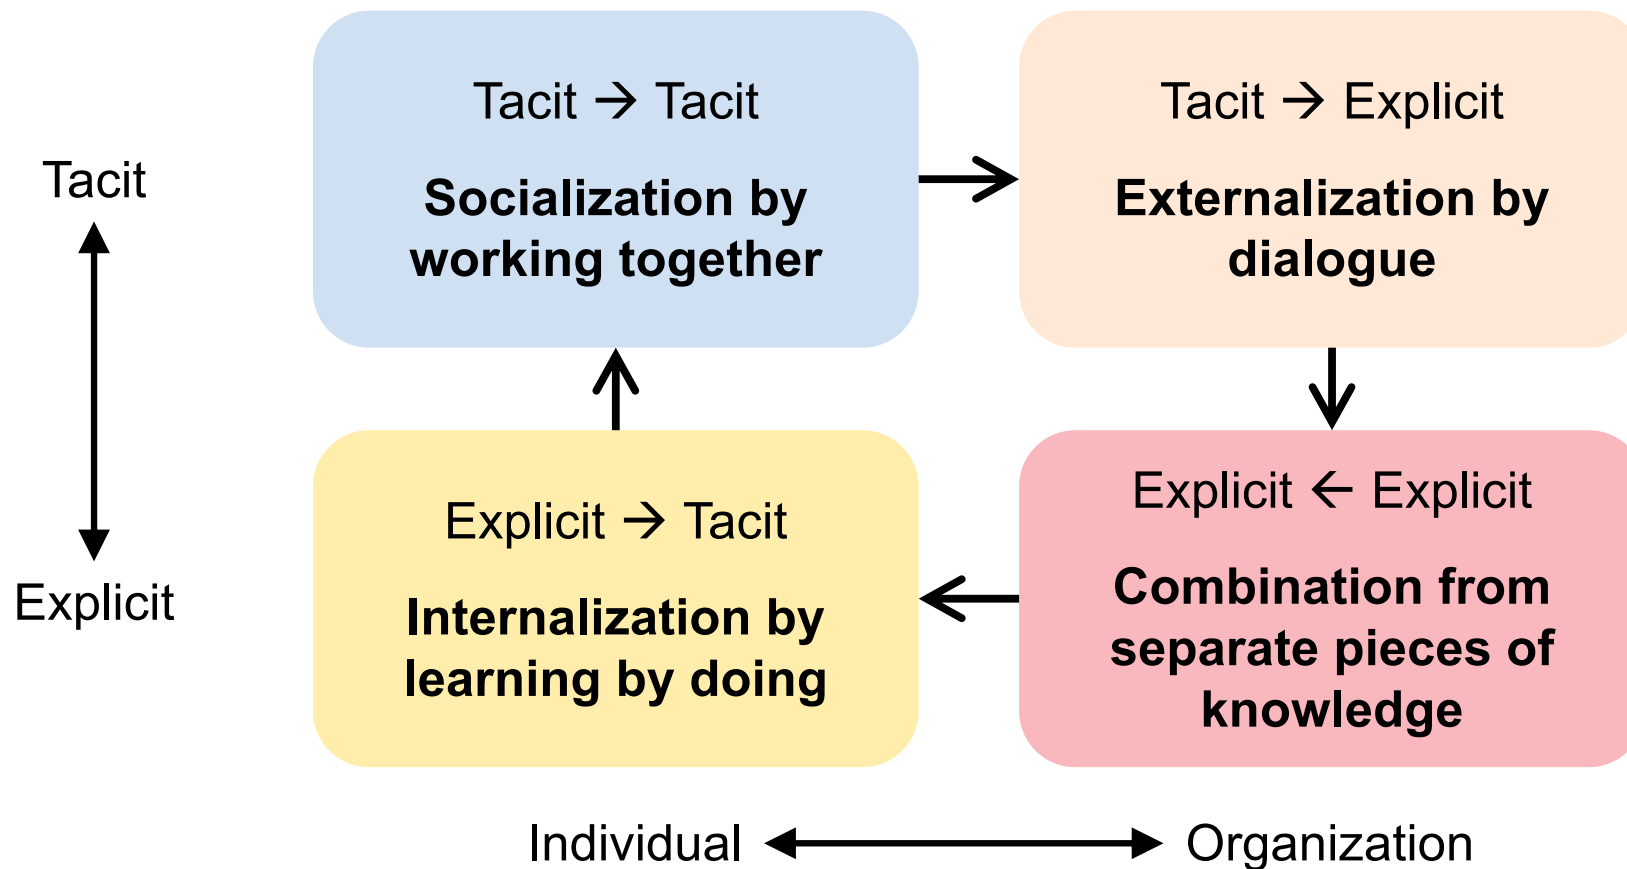 Tacit → Tacit
Socialization by
working together
Tacit → Explicit
Externalization by
dialogue
Tacit
Explicit
Explicit → Tacit
Internalization by
learning by doing
Explicit ← Explicit
Combination from
separate pieces of
knowledge
Individual
Organization